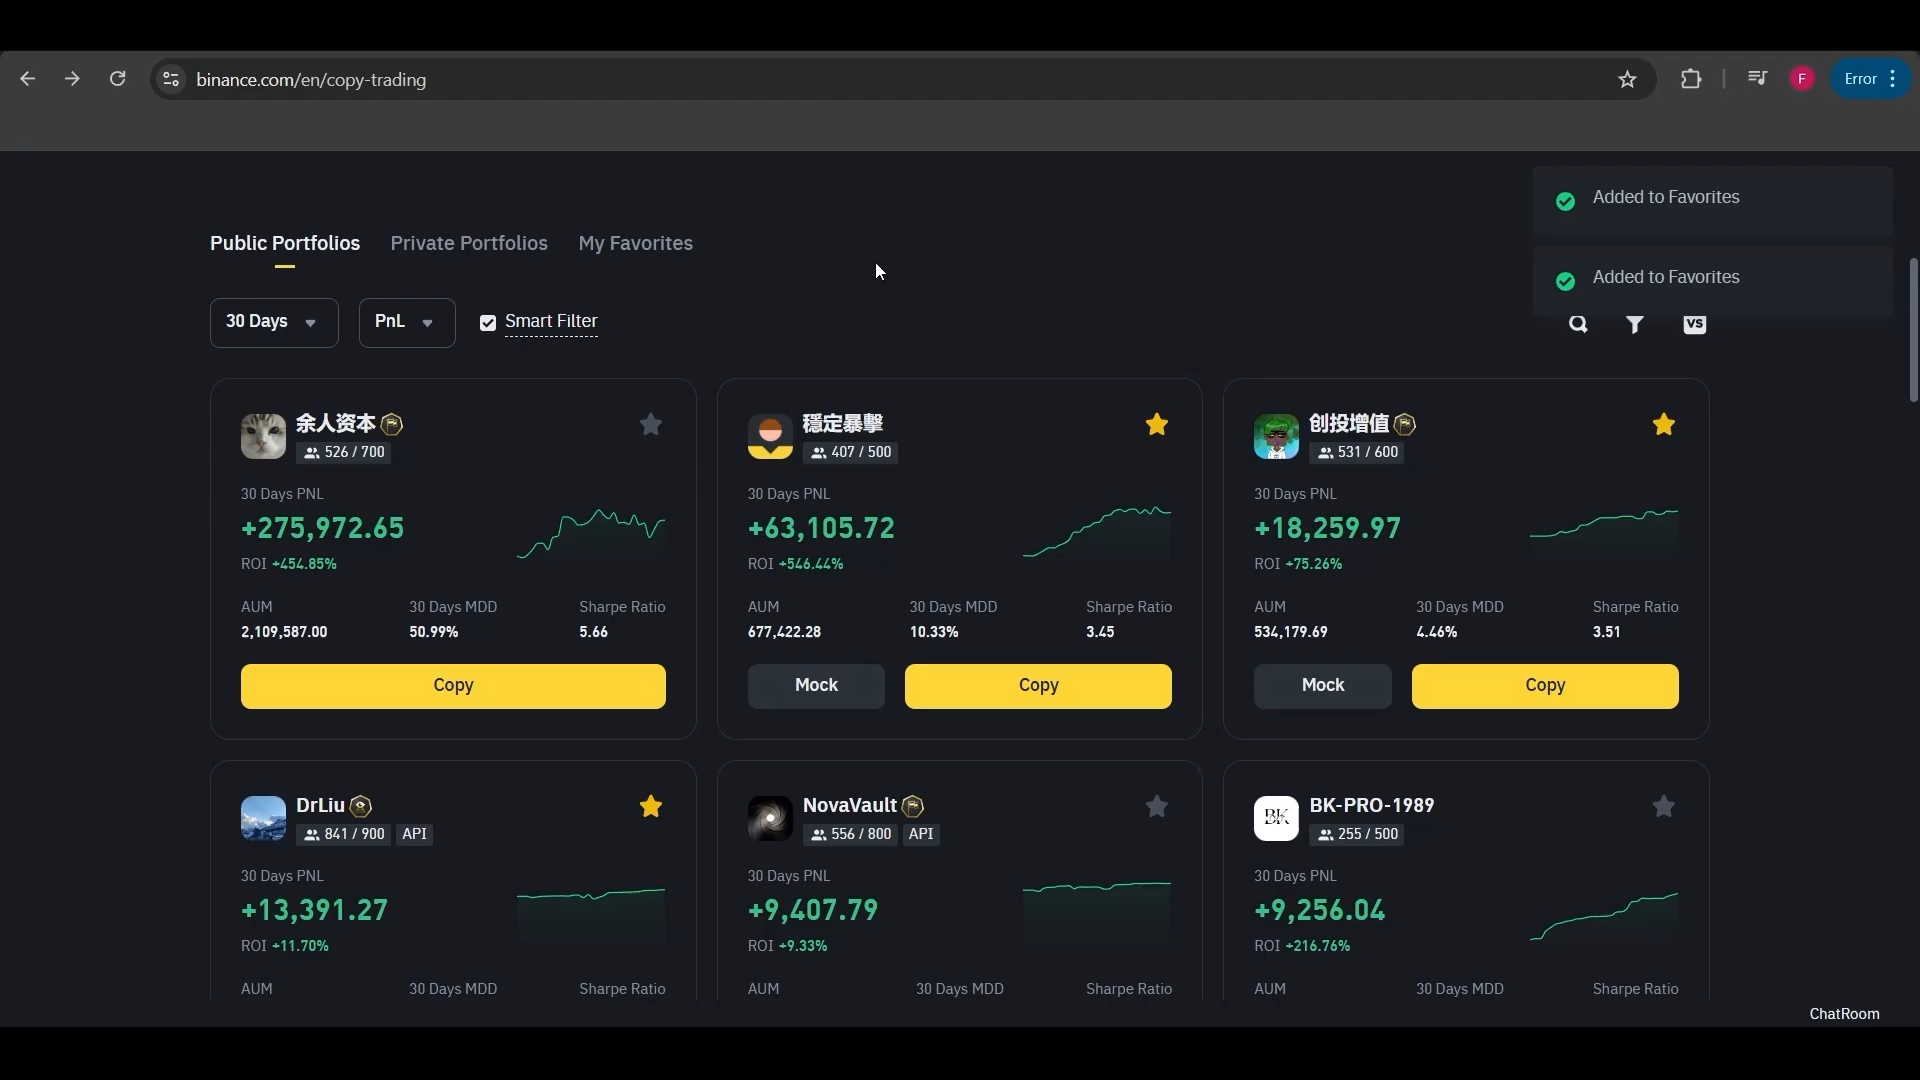 binance.com/en/copy-trading
F
Error
Added to Favorites
Added to Favorites
Public Portfolios Private Portfolios My Favorites
30 Days PnL Smart Filter VS
余人资本
526 / 700
30 Days PNL
+275,972.65
ROI +454.85%
AUM 30 Days MDD Sharpe Ratio
2,109,587.00 50.99% 5.66
Copy
穩定暴擊
407 / 500
30 Days PNL
+63,105.72
ROI +546.44%
AUM 30 Days MDD Sharpe Ratio
677,422.28 10.33% 3.45
Mock Copy
创投增值
531 / 600
30 Days PNL
+18,259.97
ROI +75.26%
AUM 30 Days MDD Sharpe Ratio
534,179.69 4.46% 3.51
Mock Copy
DrLiu
841 / 900 API
30 Days PNL
+13,391.27
ROI +11.70%
AUM 30 Days MDD Sharpe Ratio
NovaVault
556 / 800 API
30 Days PNL
+9,407.79
ROI +9.33%
AUM 30 Days MDD Sharpe Ratio
BK
BK-PRO-1989
255 / 500
30 Days PNL
+9,256.04
ROI +216.76%
AUM 30 Days MDD Sharpe Ratio
ChatRoom